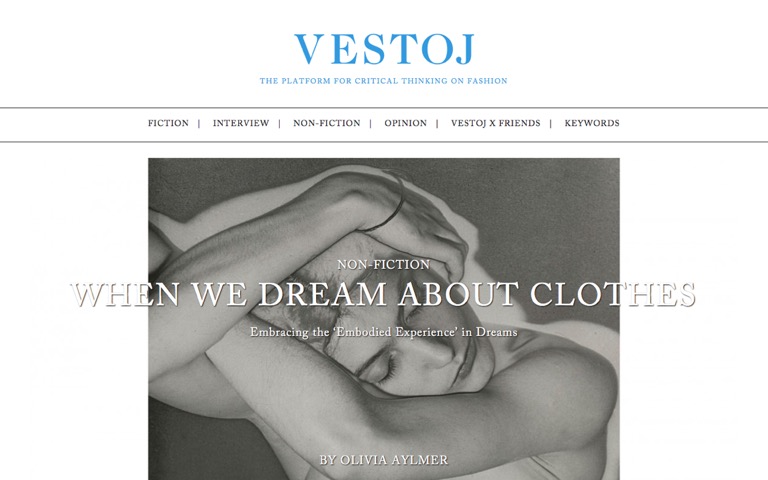 VESTOJ
THE PLATFORM FOR CRITICAL THINKING ON FASHION
FICTION | INTERVIEW | NON-FICTION | OPINION | VESTOJ X FRIENDS | KEYWORDS
NON-FICTION
WHEN WE DREAM ABOUT CLOTHES
Embracing the ‘Embodied Experience’ in Dreams
BY OLIVIA AYLMER